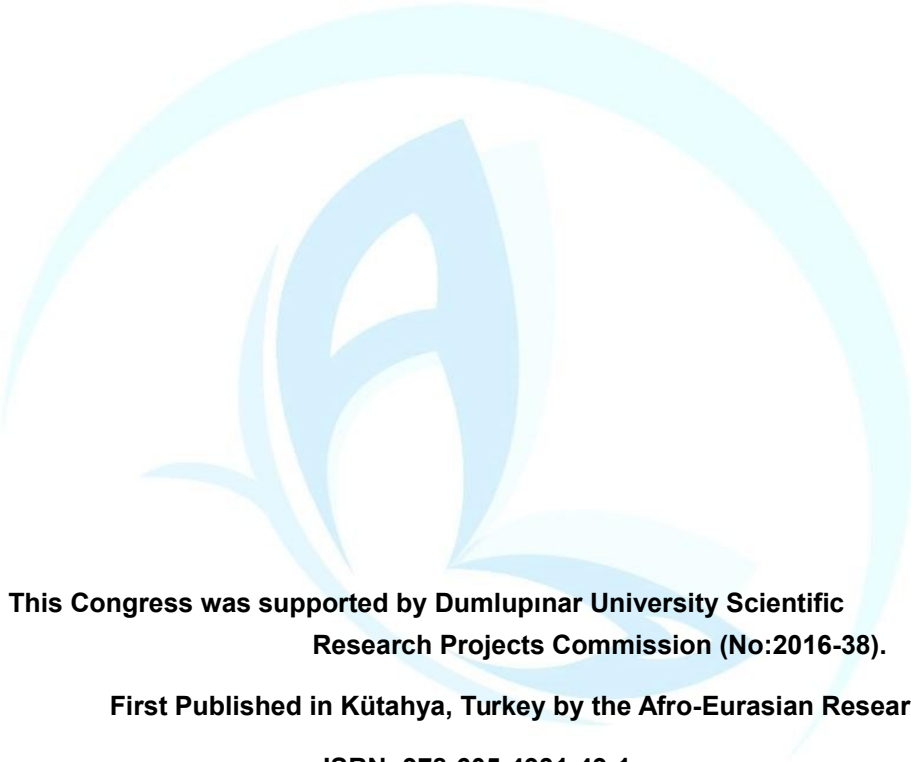 This Congress was supported by Dumlupınar University Scientific
Research Projects Commission (No:2016-38).
First Published in Kütahya, Turkey by the Afro-Eurasian Resear